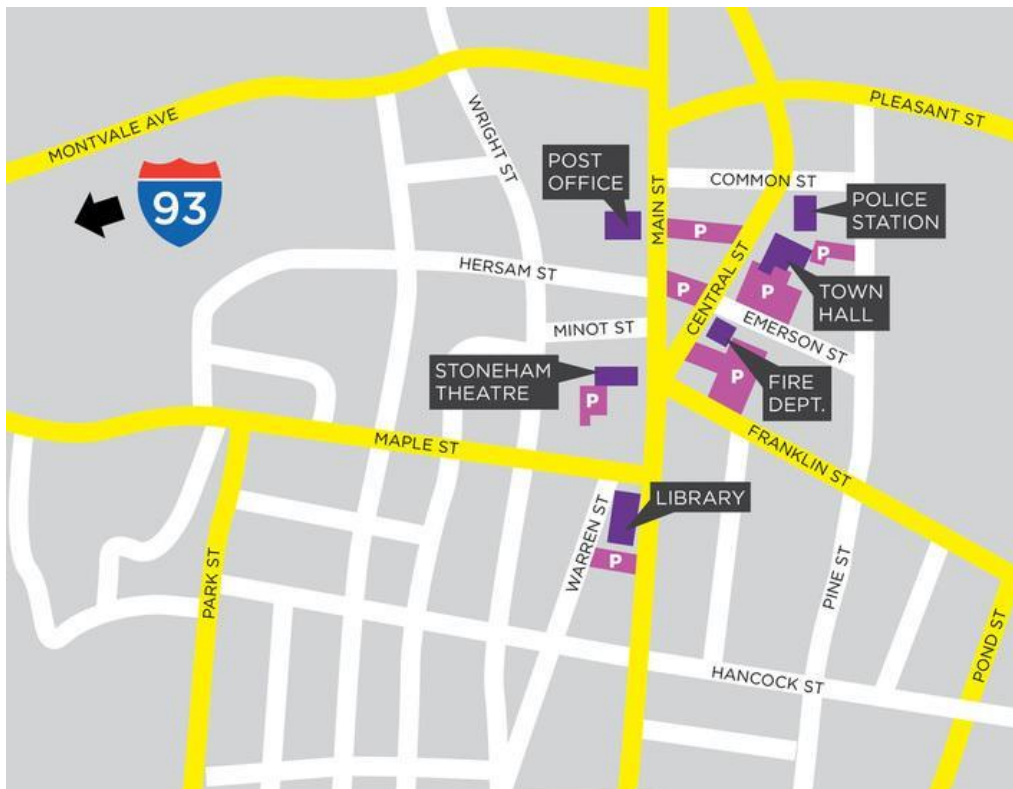 MONTVALE AVE
93
WRIGHT ST
PLEASANT ST
POST
OFFICE
MAIN ST
COMMON ST
POLICE
STATION
P
P
HERSAM ST
P
CENTRAL ST
P
TOWN
HALL
MINOT ST
EMERSON ST
STONEHAM
THEATRE
P
P
FIRE
DEPT.
MAPLE ST
FRANKLIN ST
LIBRARY
WARREN ST
P
PARK ST
PINE ST
HANCOCK ST
POND ST